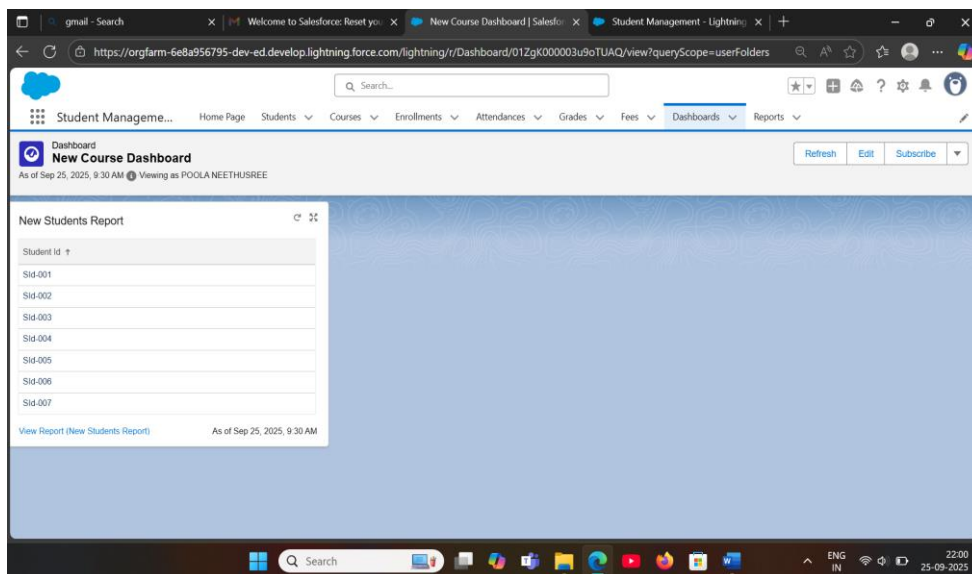 gmail - Search
Welcome to Salesforce: Reset you
New Course Dashboard | Salesfor
Student Management - Lightning
https://orgfarm-6e8a956795-dev-ed.develop.lightning.force.com/lightning/r/Dashboard/01ZgK000003u9oTUAQ/view?queryScope=userFolders
Search...
Student Manageme... Home Page Students Courses Enrollments Attendances Grades Fees Dashboards Reports
Dashboard
New Course Dashboard
As of Sep 25, 2025, 9:30 AM Viewing as POOLA NEETHUSREE
Refresh Edit Subscribe
New Students Report
Student Id ↑
SId-001
SId-002
SId-003
SId-004
SId-005
SId-006
SId-007
View Report (New Students Report) As of Sep 25, 2025, 9:30 AM
Search
ENG
IN
22:00
25-09-2025